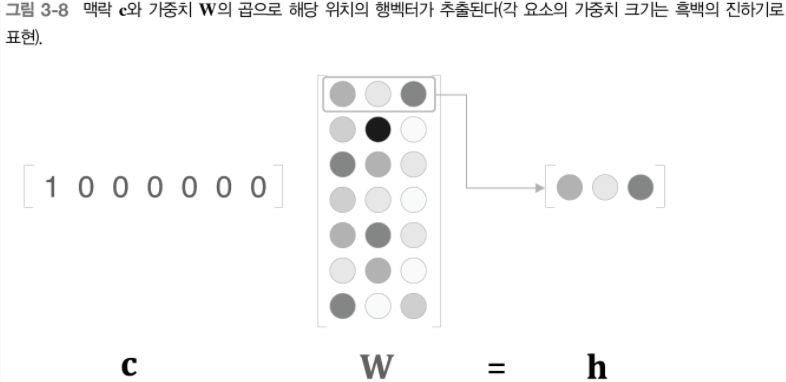 그림 3-8 맥락 c와 가중치 W의 곱으로 해당 위치의 행벡터가 추출된다(각 요소의 가중치 크기는 흑백의 진하기로
표현).
1 0 0 0 0 0 0
c W = h